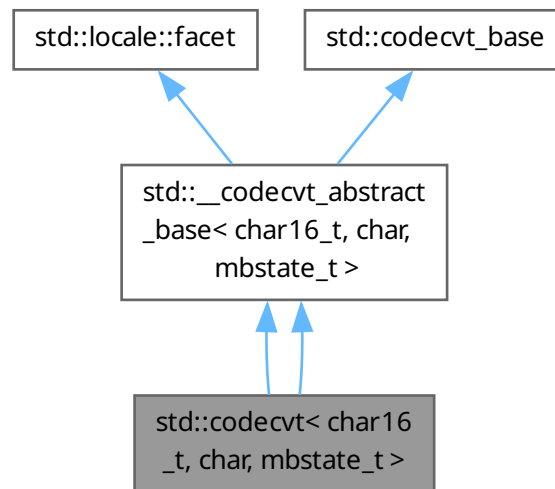 std::locale::facet
std::codecvt_base
std::__codecvt_abstract
_base< char16_t, char,
mbstate_t >
std::codecvt< char16
_t, char, mbstate_t >